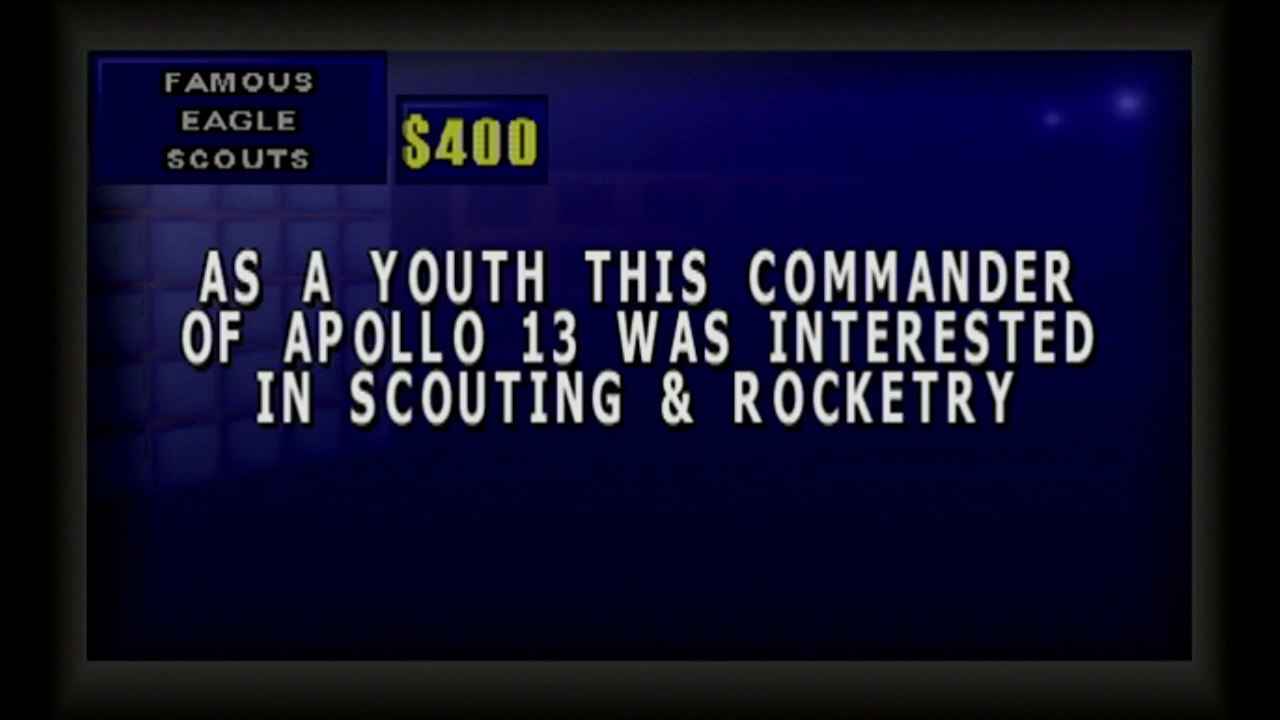 FAMOUS
EAGLE
SCOUTS
$400
AS A YOUTH THIS COMMANDER
OF APOLLO 13 WAS INTERESTED
IN SCOUTING & ROCKETRY